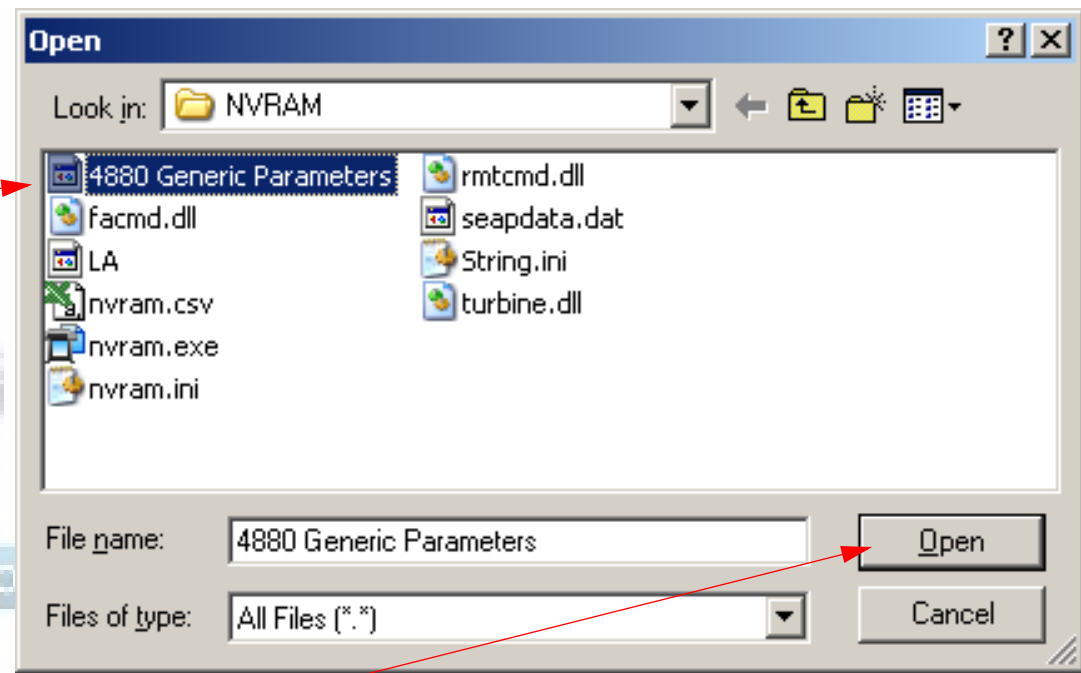 Open
Look in: NVRAM
4880 Generic Parameters
facmd.dll
LA
nvram.csv
nvram.exe
nvram.ini
rmtcmd.dll
seapdata.dat
String.ini
turbine.dll
File name: 4880 Generic Parameters
Open
Files of type: All Files (*.*)
Cancel